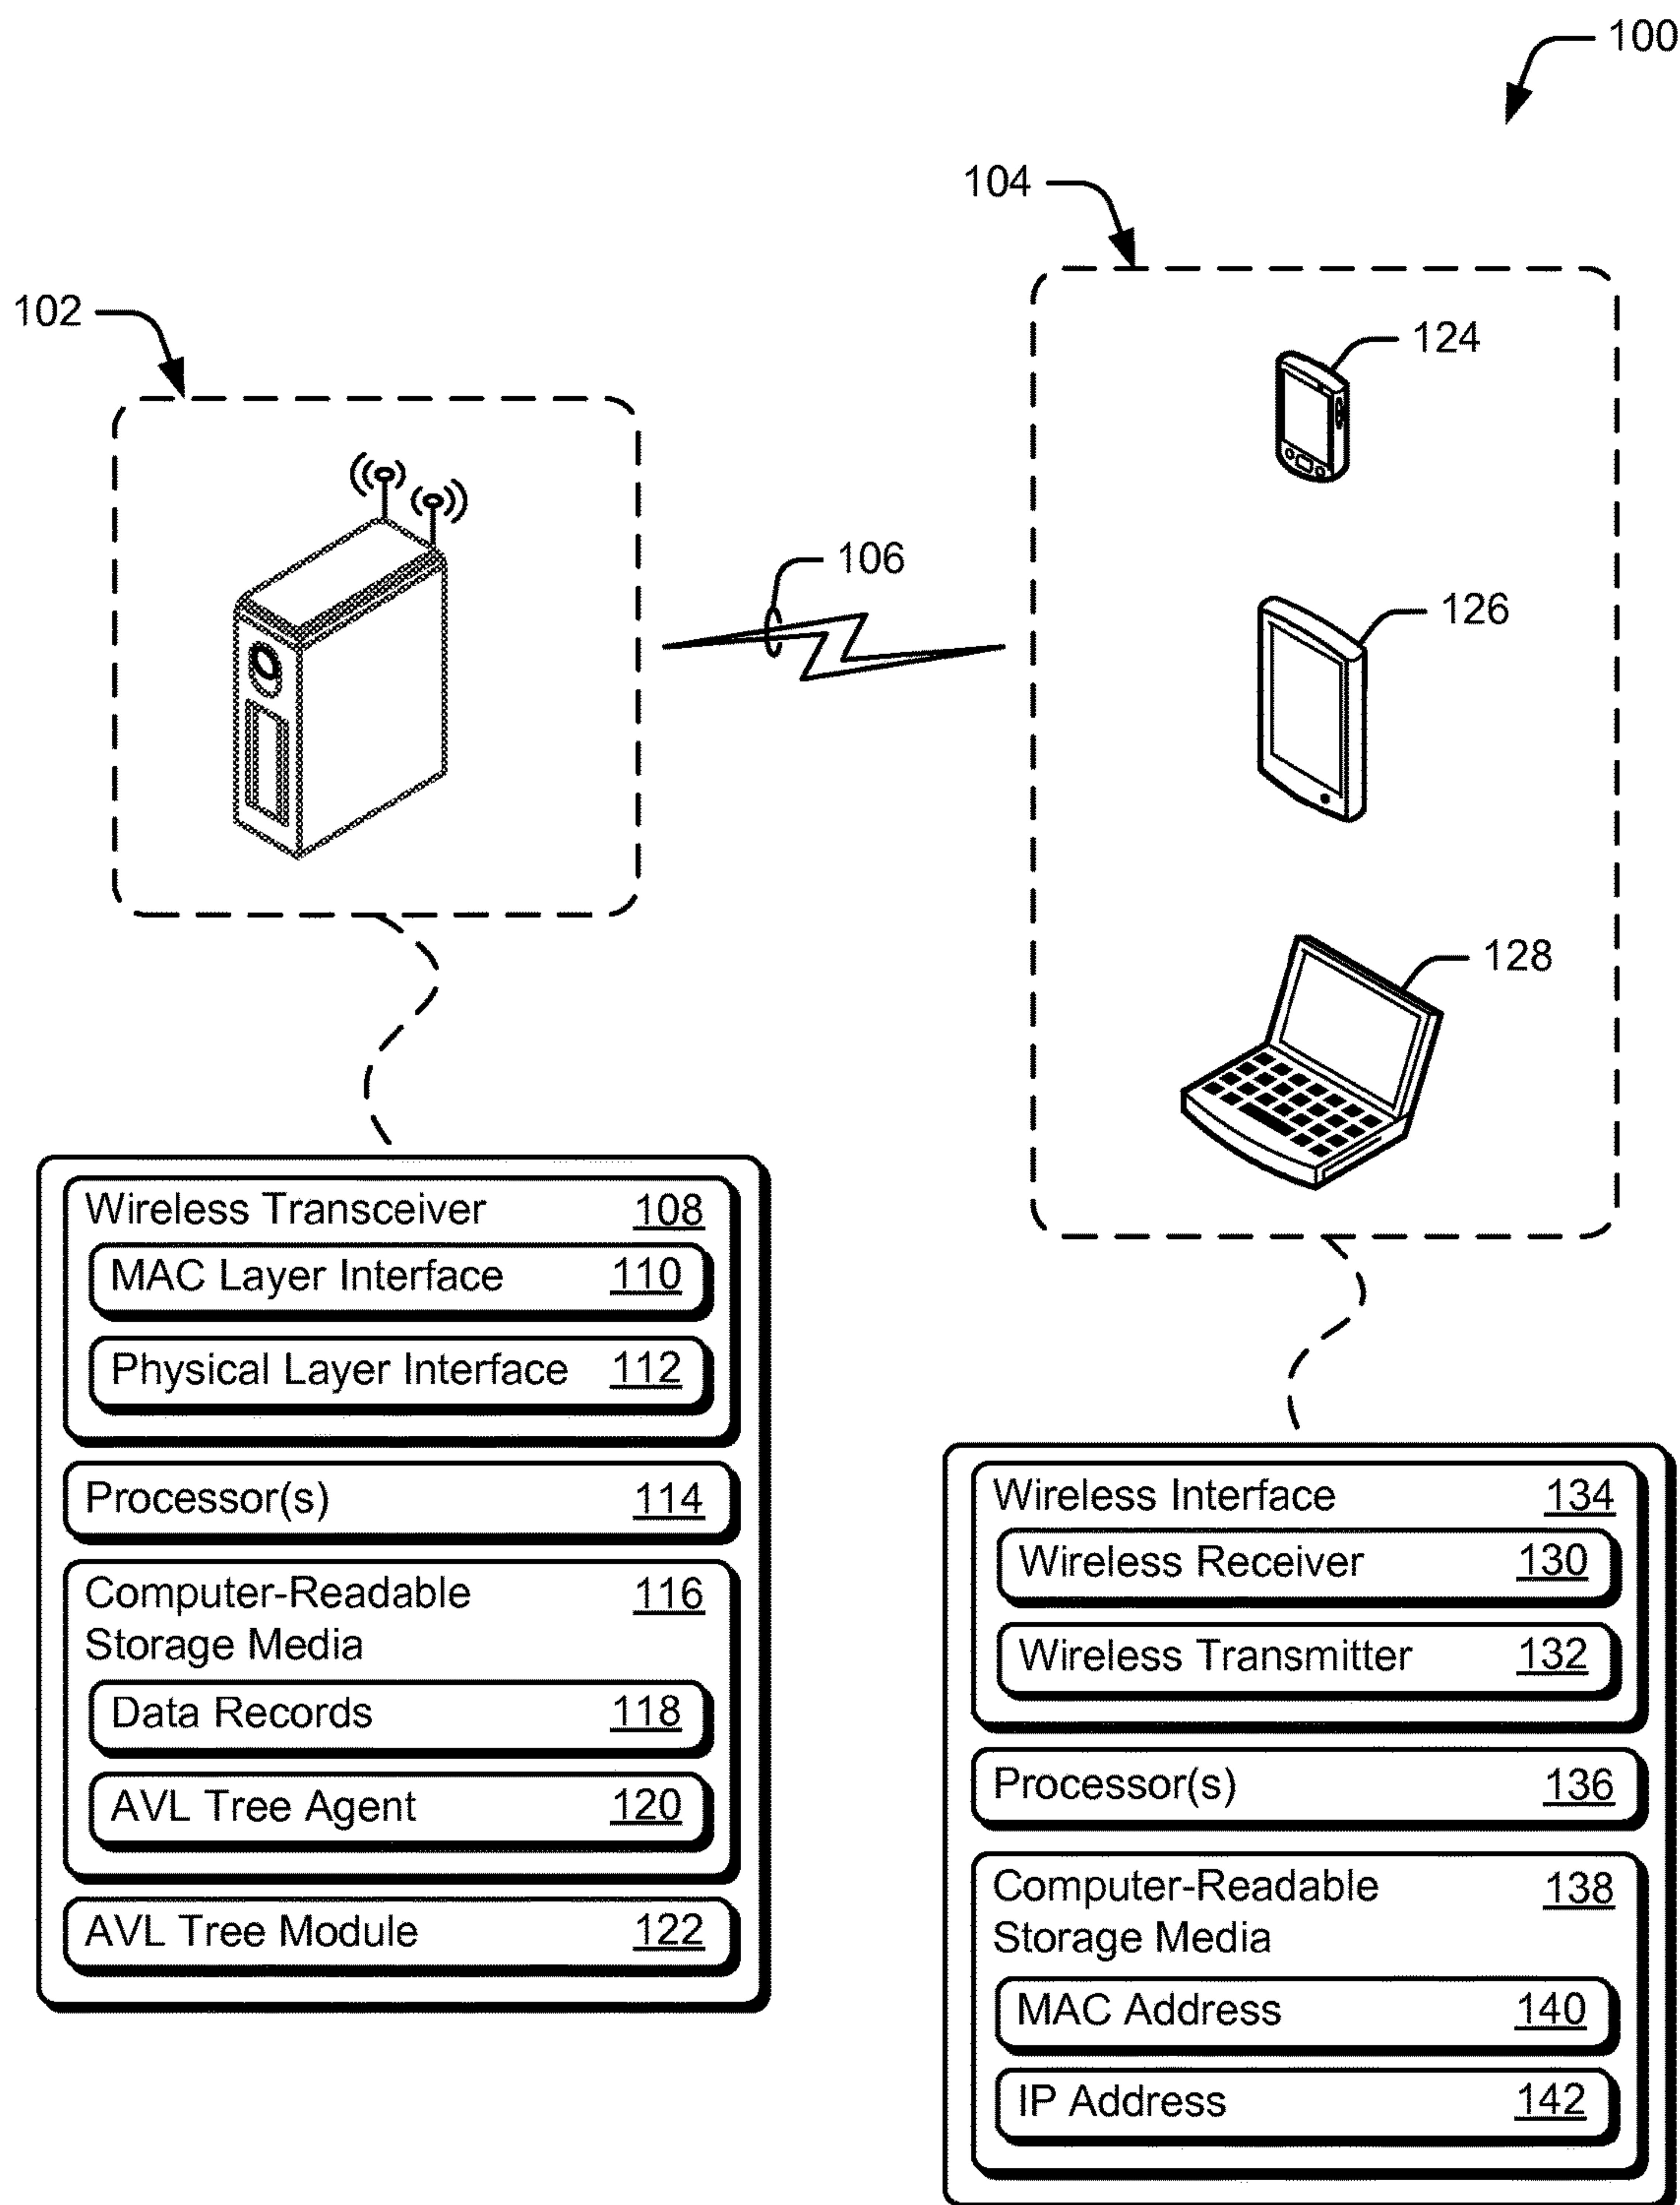 100
104
102
124
106
126
128
Wireless Transceiver 108
MAC Layer Interface 110
Physical Layer Interface 112
Processor(s) 114
Computer-Readable 116
Storage Media
Data Records 118
AVL Tree Agent 120
AVL Tree Module 122
Wireless Interface 134
Wireless Receiver 130
Wireless Transmitter 132
Processor(s) 136
Computer-Readable 138
Storage Media
MAC Address 140
IP Address 142